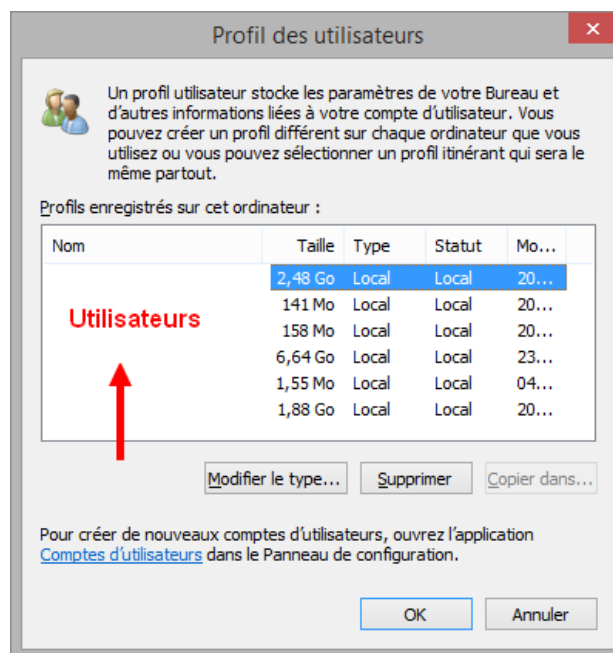 Profil des utilisateurs
Un profil utilisateur stocke les paramètres de votre Bureau et
d'autres informations liées à votre compte d'utilisateur. Vous
pouvez créer un profil différent sur chaque ordinateur que vous
utilisez ou vous pouvez sélectionner un profil itinérant qui sera le
même partout.
Profils enregistrés sur cet ordinateur :
Nom Taille Type Statut Mo...
2,48 Go Local Local 20...
141 Mo Local Local 20...
Utilisateurs
158 Mo Local Local 20...
6,64 Go Local Local 23...
1,55 Mo Local Local 04...
1,88 Go Local Local 20...
Modifier le type... Supprimer Copier dans...
Pour créer de nouveaux comptes d'utilisateurs, ouvrez l'application
Comptes d'utilisateurs dans le Panneau de configuration.
OK Annuler